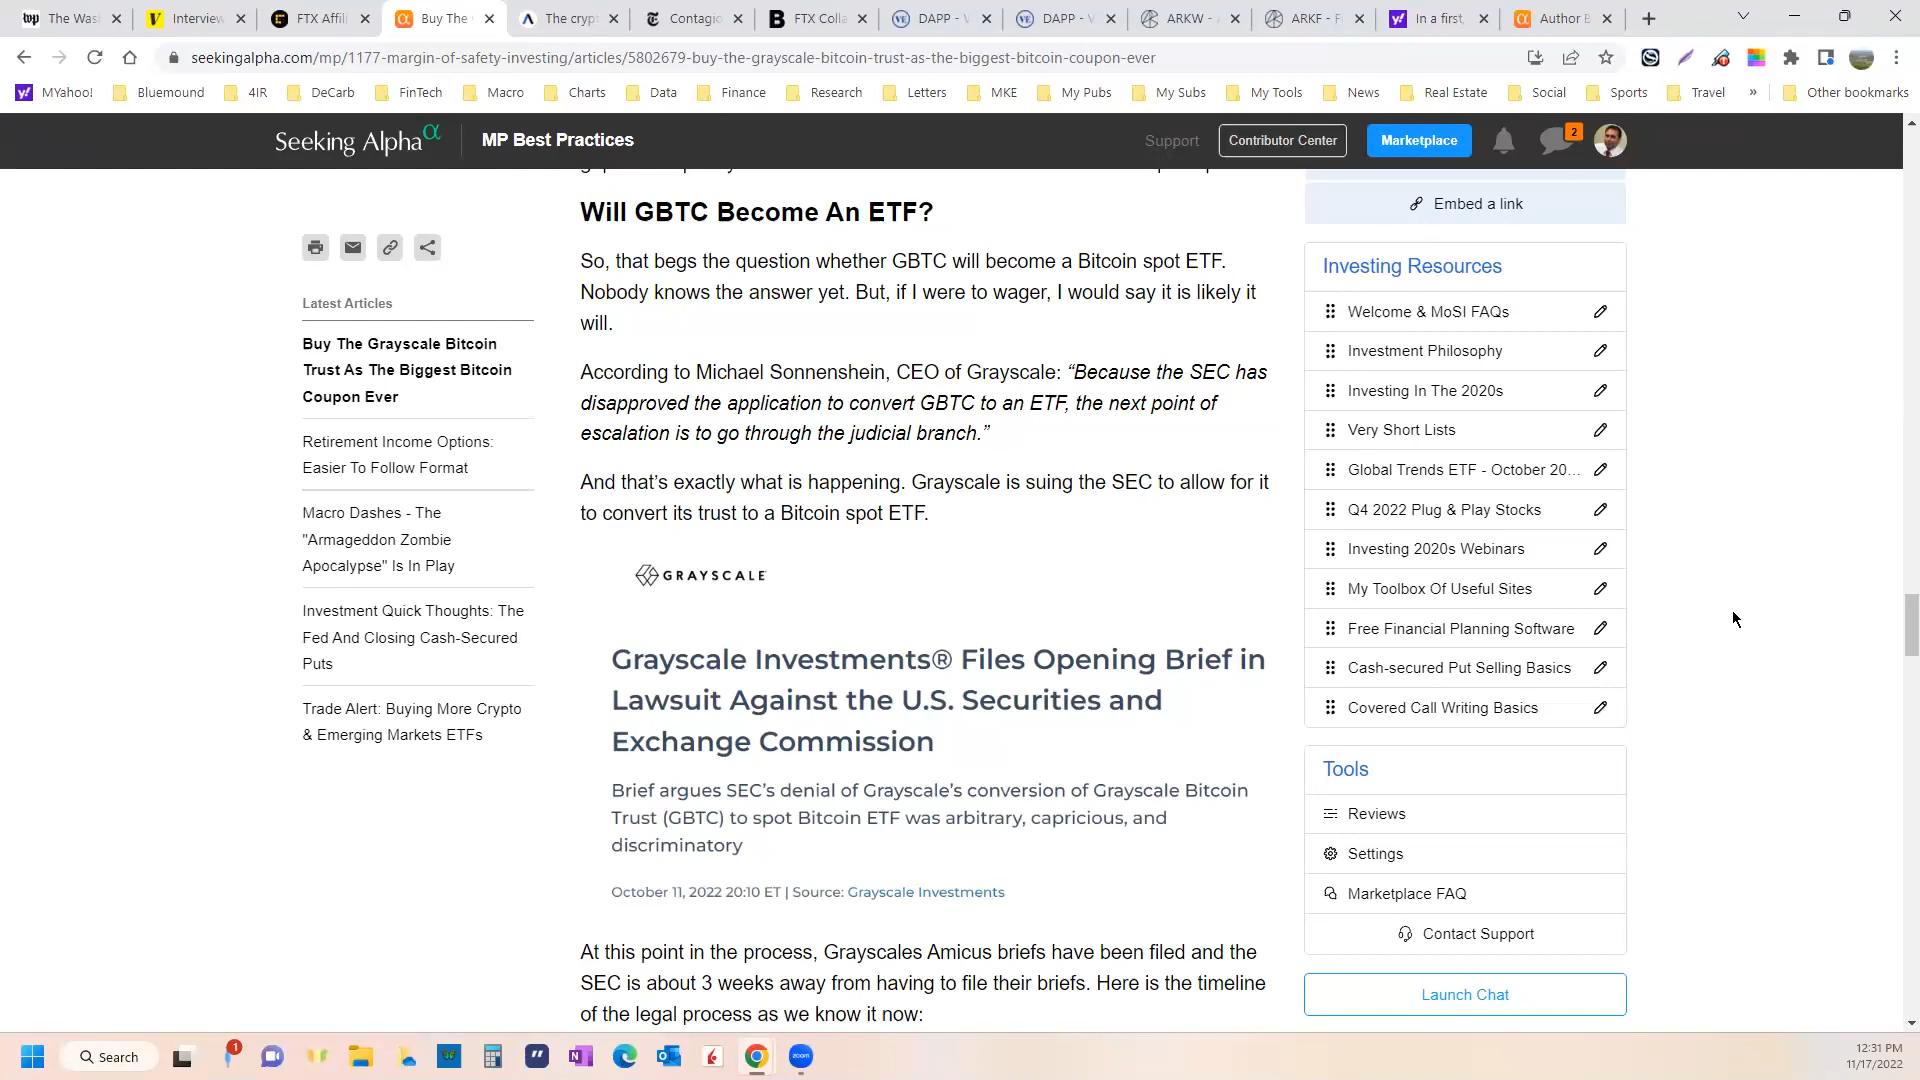 The Was
Interview
FTX Affili
Buy The
The cryp
Contagio
FTX Colla
DAPP - V
DAPP - V
ARKW -
ARKF - F
In a first,
Author B
seekingalpha.com/mp/1177-margin-of-safety-investing/articles/5802679-buy-the-grayscale-bitcoin-trust-as-the-biggest-bitcoin-coupon-ever
MYahoo!
Bluemound
4IR
DeCarb
FinTech
Macro
Charts
Data
Finance
Research
Letters
MKE
My Pubs
My Subs
My Tools
News
Real Estate
Social
Sports
Travel
»
Other bookmarks
Seeking Alpha α
MP Best Practices
Support
Contributor Center
Marketplace
2
Latest Articles
Buy The Grayscale Bitcoin
Trust As The Biggest Bitcoin
Coupon Ever
Retirement Income Options:
Easier To Follow Format
Macro Dashes - The
"Armageddon Zombie
Apocalypse" Is In Play
Investment Quick Thoughts: The
Fed And Closing Cash-Secured
Puts
Trade Alert: Buying More Crypto
& Emerging Markets ETFs
Will GBTC Become An ETF?
So, that begs the question whether GBTC will become a Bitcoin spot ETF.
Nobody knows the answer yet. But, if I were to wager, I would say it is likely it
will.
According to Michael Sonnenshein, CEO of Grayscale: “Because the SEC has
disapproved the application to convert GBTC to an ETF, the next point of
escalation is to go through the judicial branch.”
And that’s exactly what is happening. Grayscale is suing the SEC to allow for it
to convert its trust to a Bitcoin spot ETF.
GRAYSCALE
Grayscale Investments® Files Opening Brief in
Lawsuit Against the U.S. Securities and
Exchange Commission
Brief argues SEC’s denial of Grayscale’s conversion of Grayscale Bitcoin
Trust (GBTC) to spot Bitcoin ETF was arbitrary, capricious, and
discriminatory
October 11, 2022 20:10 ET | Source: Grayscale Investments
At this point in the process, Grayscales Amicus briefs have been filed and the
SEC is about 3 weeks away from having to file their briefs. Here is the timeline
of the legal process as we know it now:
Embed a link
Investing Resources
Welcome & MoSI FAQs
Investment Philosophy
Investing In The 2020s
Very Short Lists
Global Trends ETF - October 20...
Q4 2022 Plug & Play Stocks
Investing 2020s Webinars
My Toolbox Of Useful Sites
Free Financial Planning Software
Cash-secured Put Selling Basics
Covered Call Writing Basics
Tools
Reviews
Settings
Marketplace FAQ
Contact Support
Launch Chat
Search
1
zoom
12:31 PM
11/17/2022